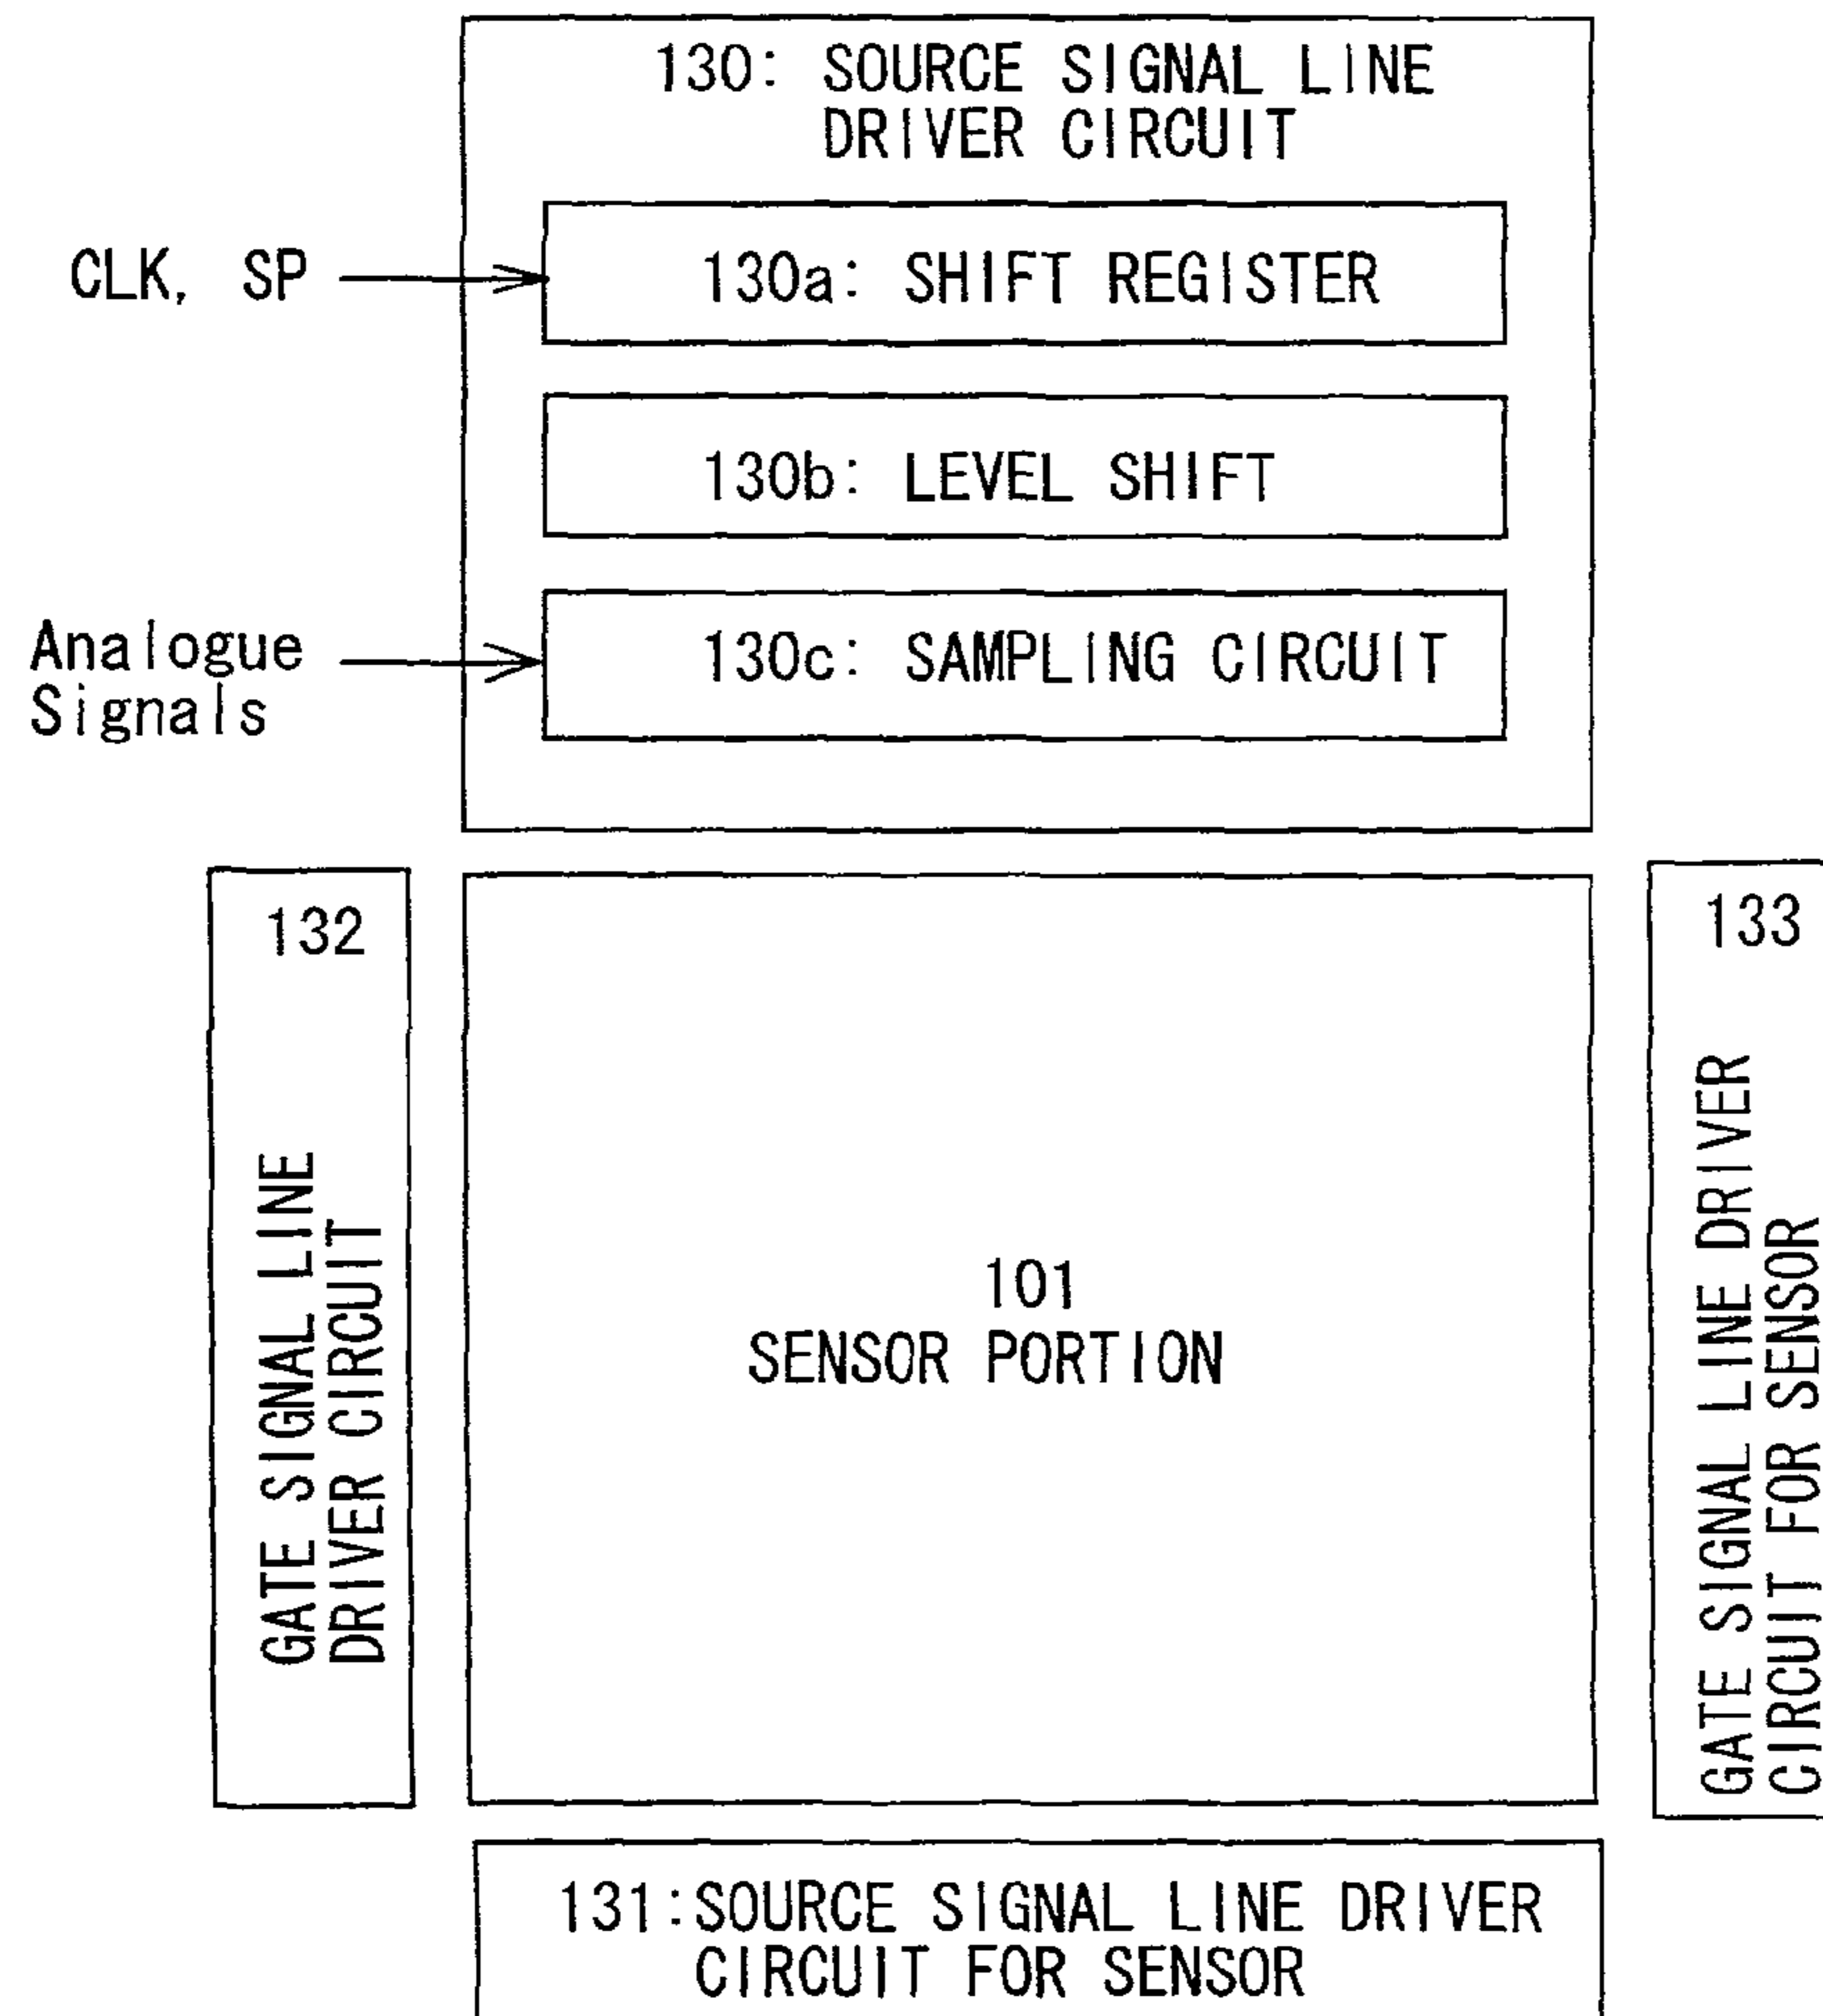 130: SOURCE SIGNAL LINE
DRIVER CIRCUIT
CLK, SP
130a: SHIFT REGISTER
130b: LEVEL SHIFT
Analogue
Signals
130c: SAMPLING CIRCUIT
132
GATE SIGNAL LINE
DRIVER CIRCUIT
101
SENSOR PORTION
133
GATE SIGNAL LINE DRIVER
CIRCUIT FOR SENSOR
131:SOURCE SIGNAL LINE DRIVER
CIRCUIT FOR SENSOR